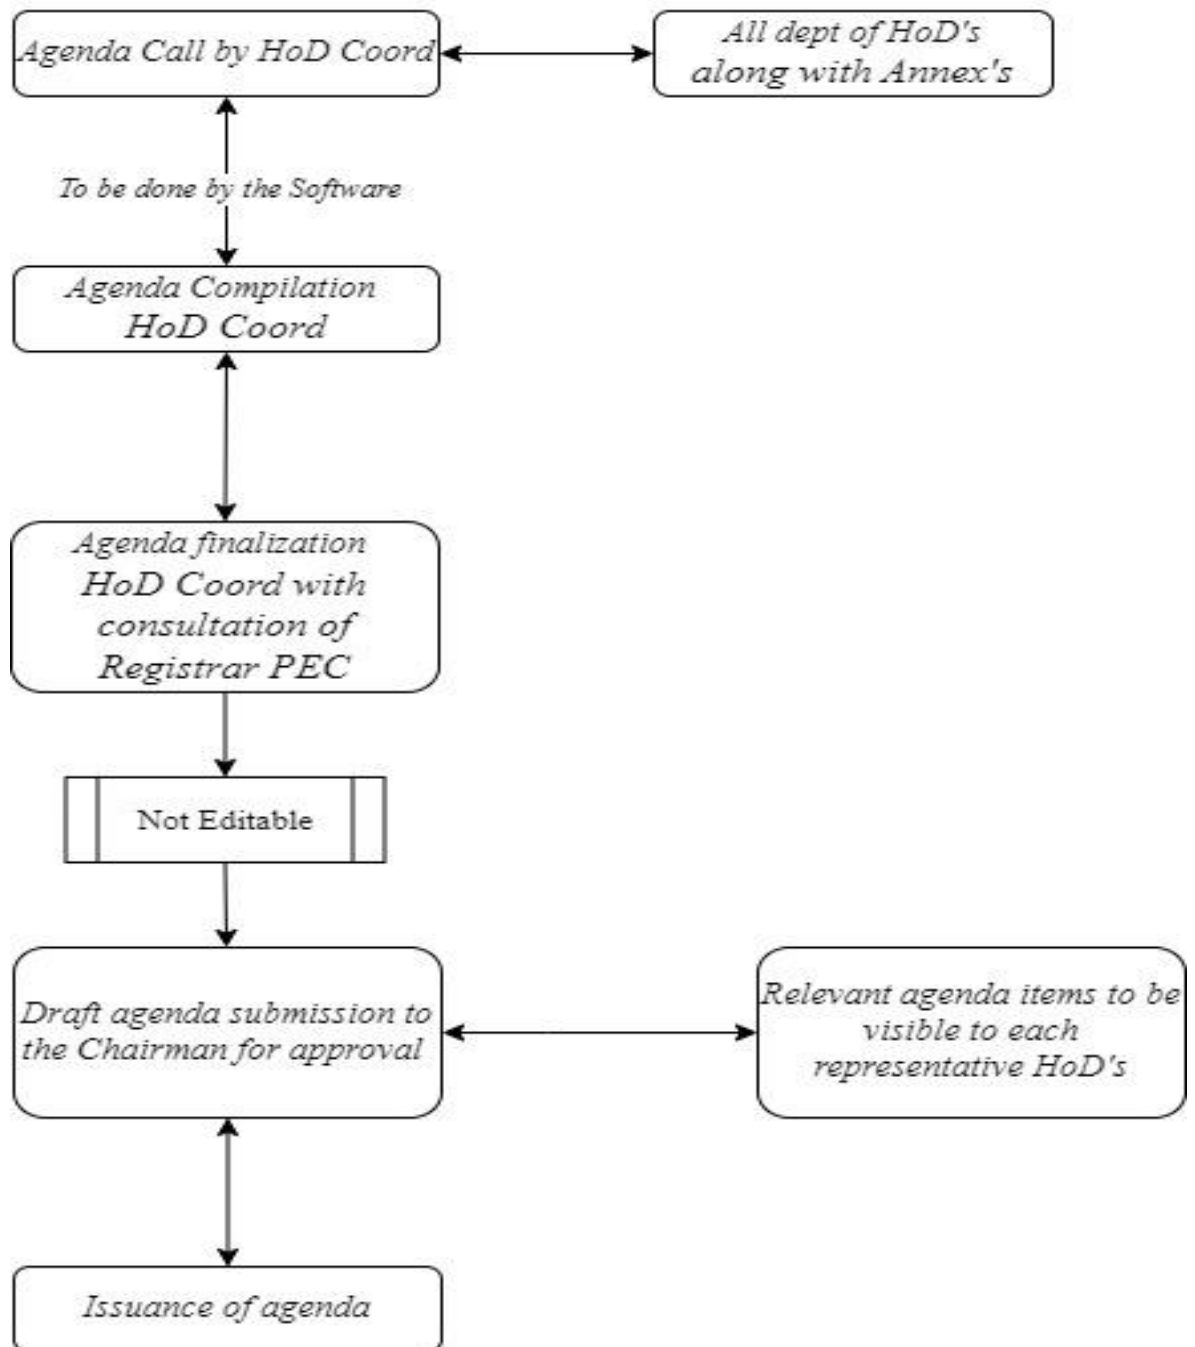 Agenda Call by HoD Coord
All dept of HoD's
along with Annex's
To be done by the Software
Agenda Compilation
HoD Coord
Agenda finalization
HoD Coord with
consultation of
Registrar PEC
Not Editable
Draft agenda submission to
the Chairman for approval
Relevant agenda items to be
visible to each
representative HoD's
Issuance of agenda